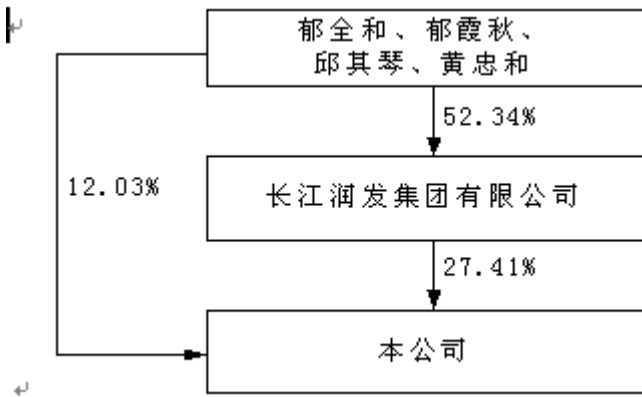 郁全和、郁霞秋、
邱其琴、黄忠和
52.34%
12.03%
长江润发集团有限公司
27.41%
本公司